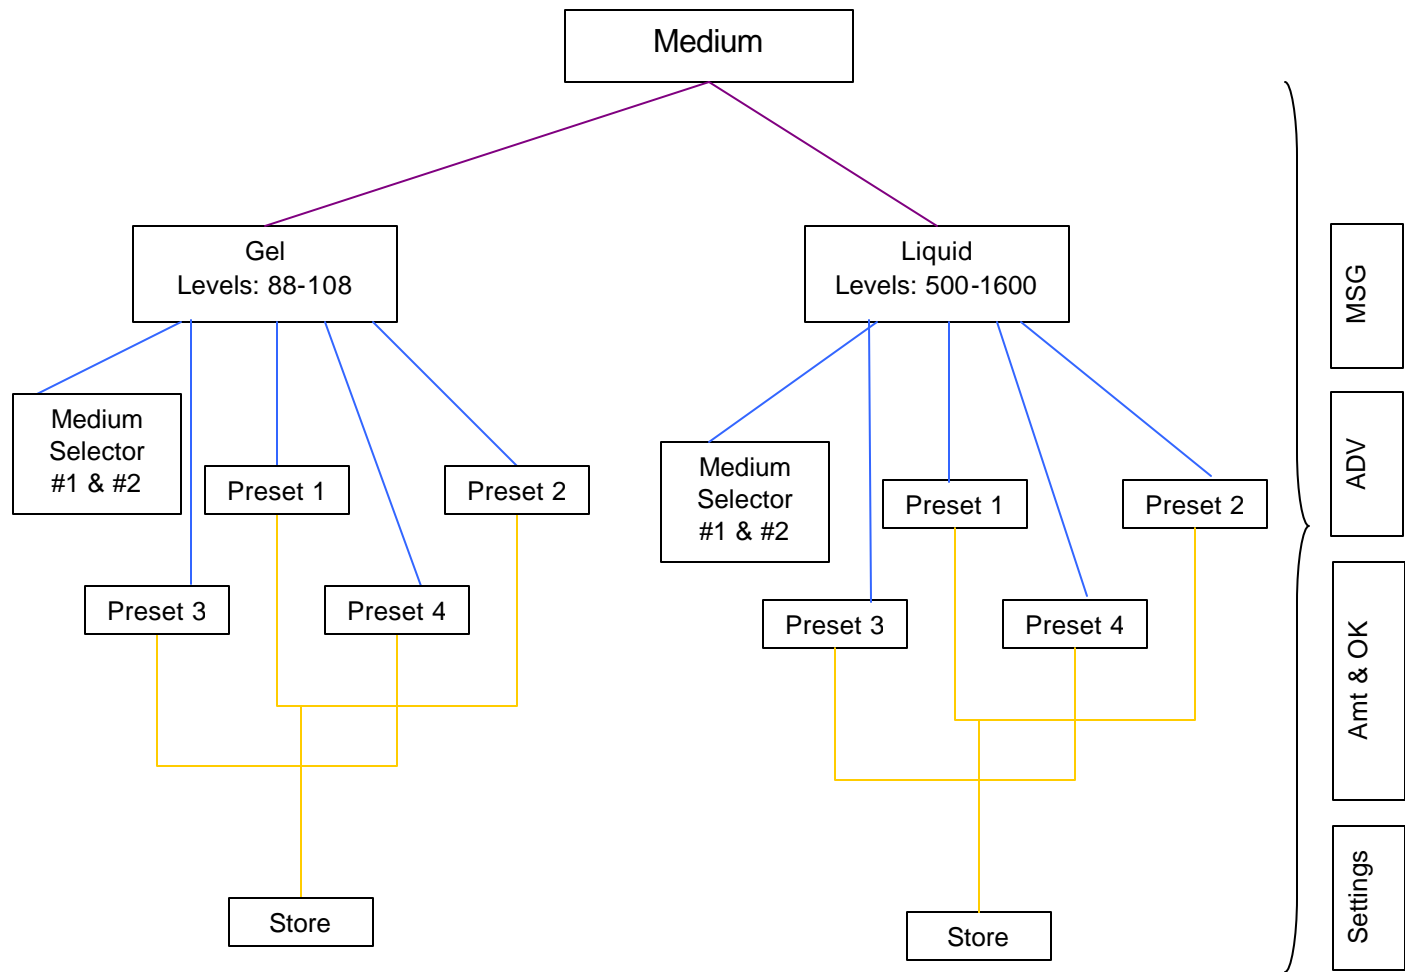 Medium
Gel
Levels: 88-108
Liquid
Levels: 500-1600
Medium
Selector
#1 & #2
Preset 1
Preset 2
Preset 3
Preset 4
Store
Medium
Selector
#1 & #2
Preset 1
Preset 2
Preset 3
Preset 4
Store
MSG
ADV
Amt & OK
Settings